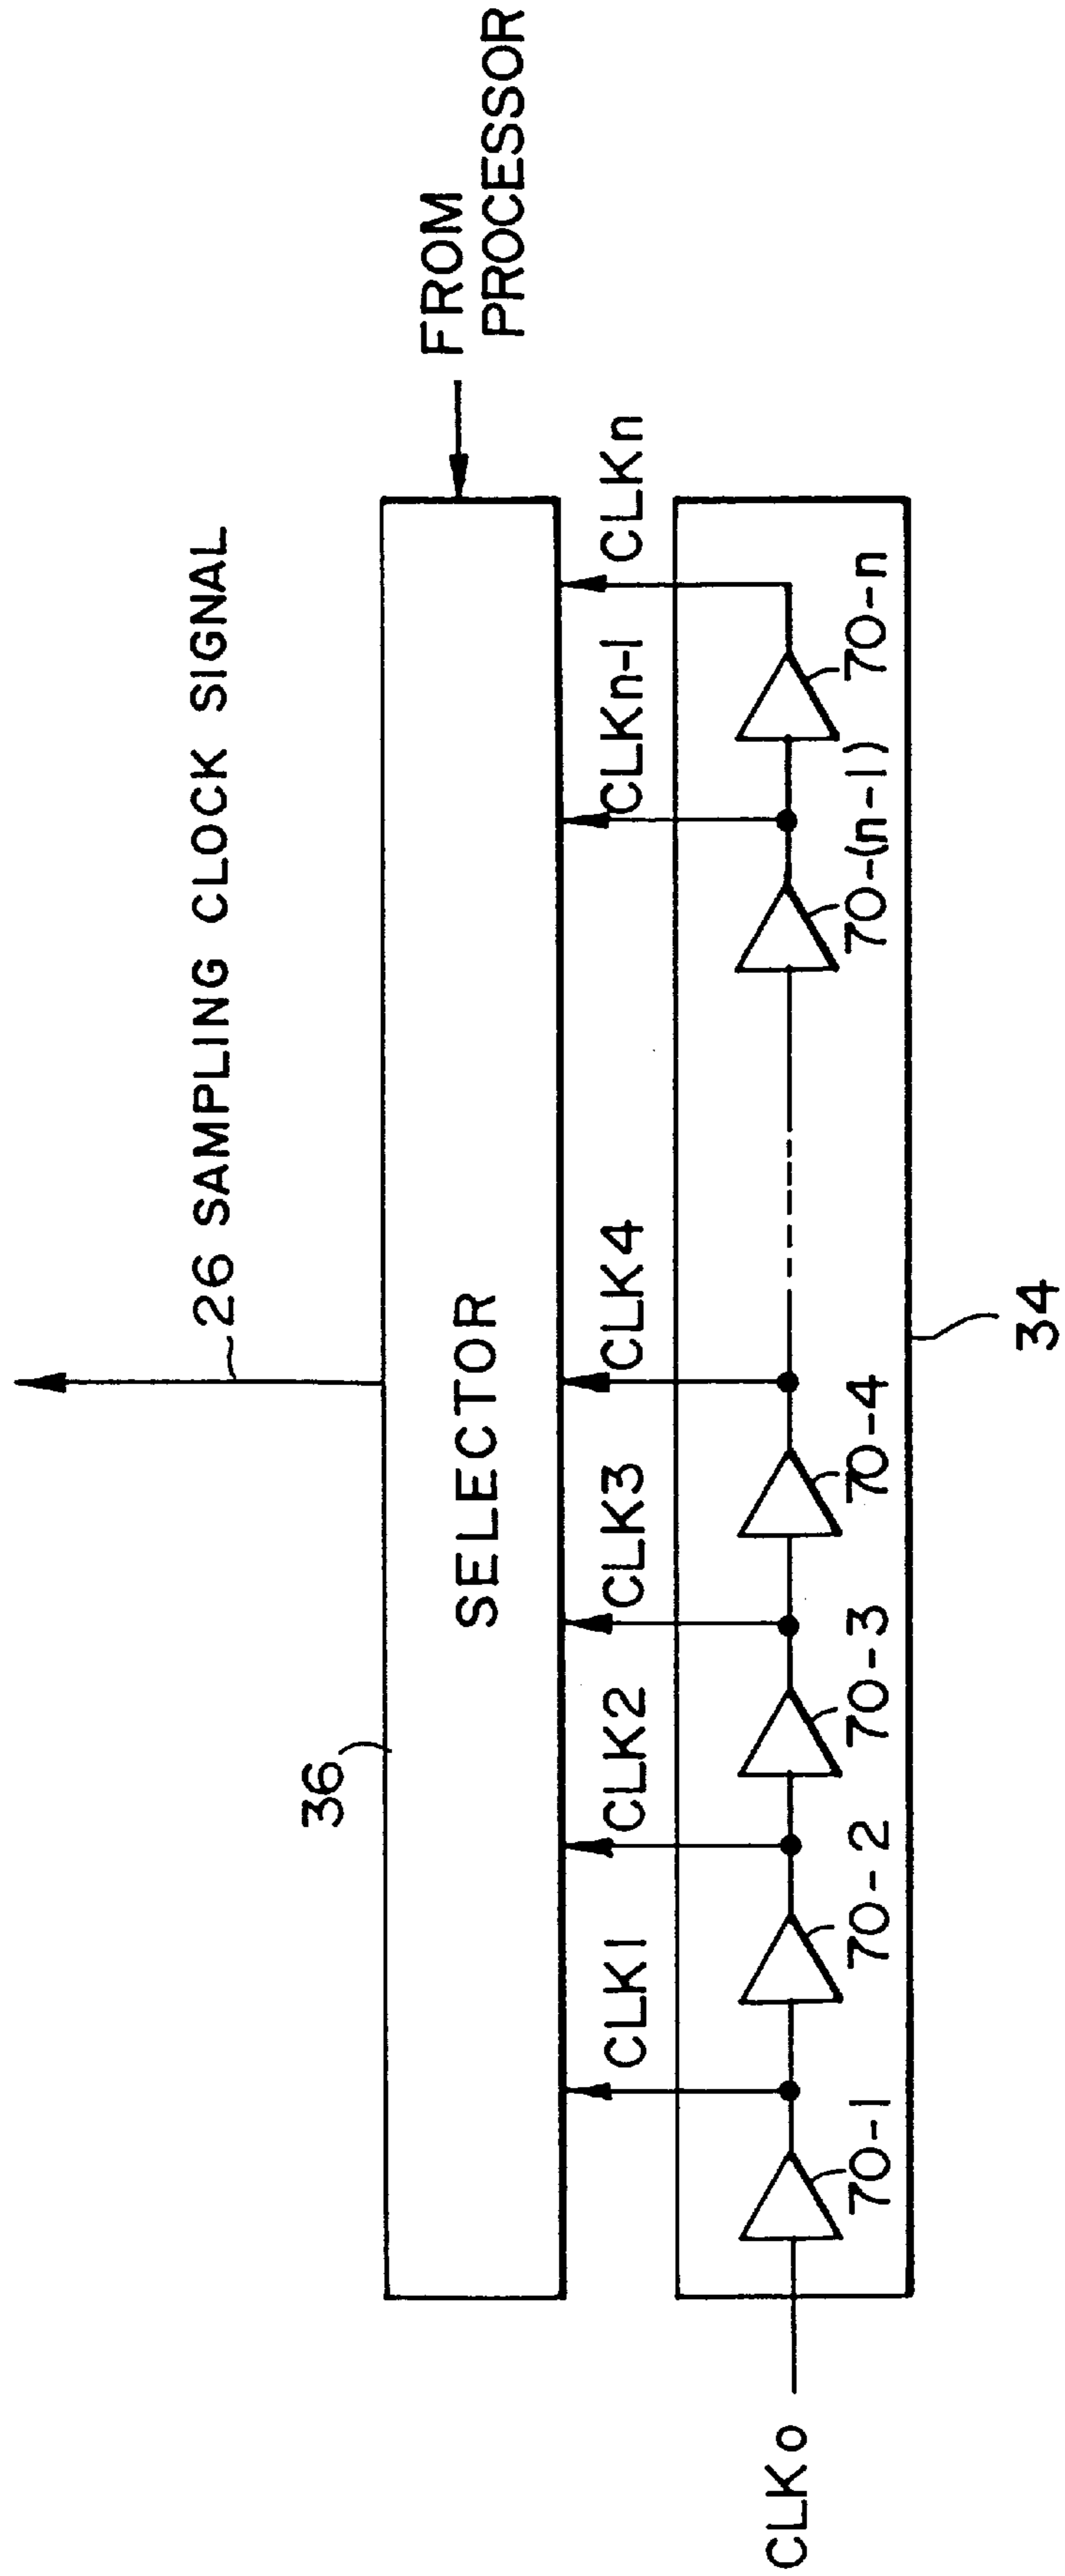 26 SAMPLING CLOCK SIGNAL
36
SELECTOR
FROM
PROCESSOR
CLK1
CLK2
CLK3
CLK4
CLKn-1
CLKn
CLKo
70-1
70-2
70-3
70-4
70-(n-1)
70-n
34